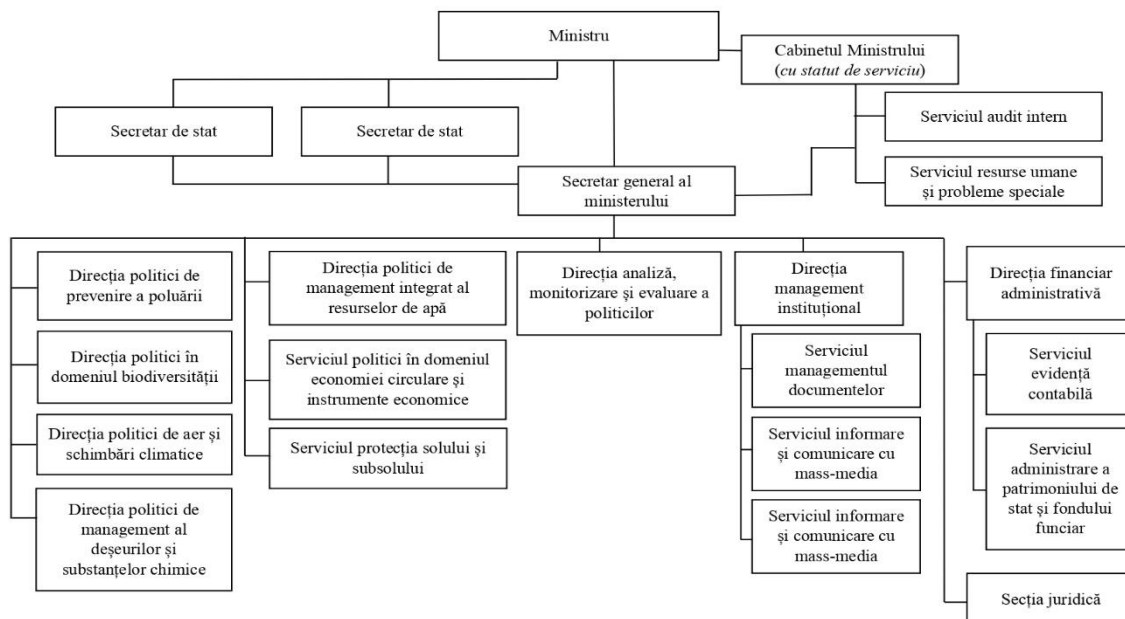 Ministru
Cabinetul Ministrului
(cu statut de serviciu)
Secretar de stat
Secretar de stat
Serviciul audit intern
Secretar general al
ministerului
Serviciul resurse umane
și probleme speciale
Direcția politici de
prevenire a poluării
Direcția politici în
domeniul biodiversității
Direcția politici de aer și
schimbări climatice
Direcția politici de
management al
deșeurilor și
substanțelor chimice
Direcția politici de
management integrat al
resurselor de apă
Serviciul politici în domeniul
economiei circulare și
instrumente economice
Serviciul protecția solului și
subsolului
Direcția analiză,
monitorizare și evaluare a
politicilor
Direcția
management
instituțional
Serviciul
managementul
documentelor
Serviciul informare
și comunicare cu
mass-media
Serviciul informare
și comunicare cu
mass-media
Direcția financiar
administrativă
Serviciul
evidență
contabilă
Serviciul
administrare a
patrimoniului de
stat și fondului
funciar
Secția juridică